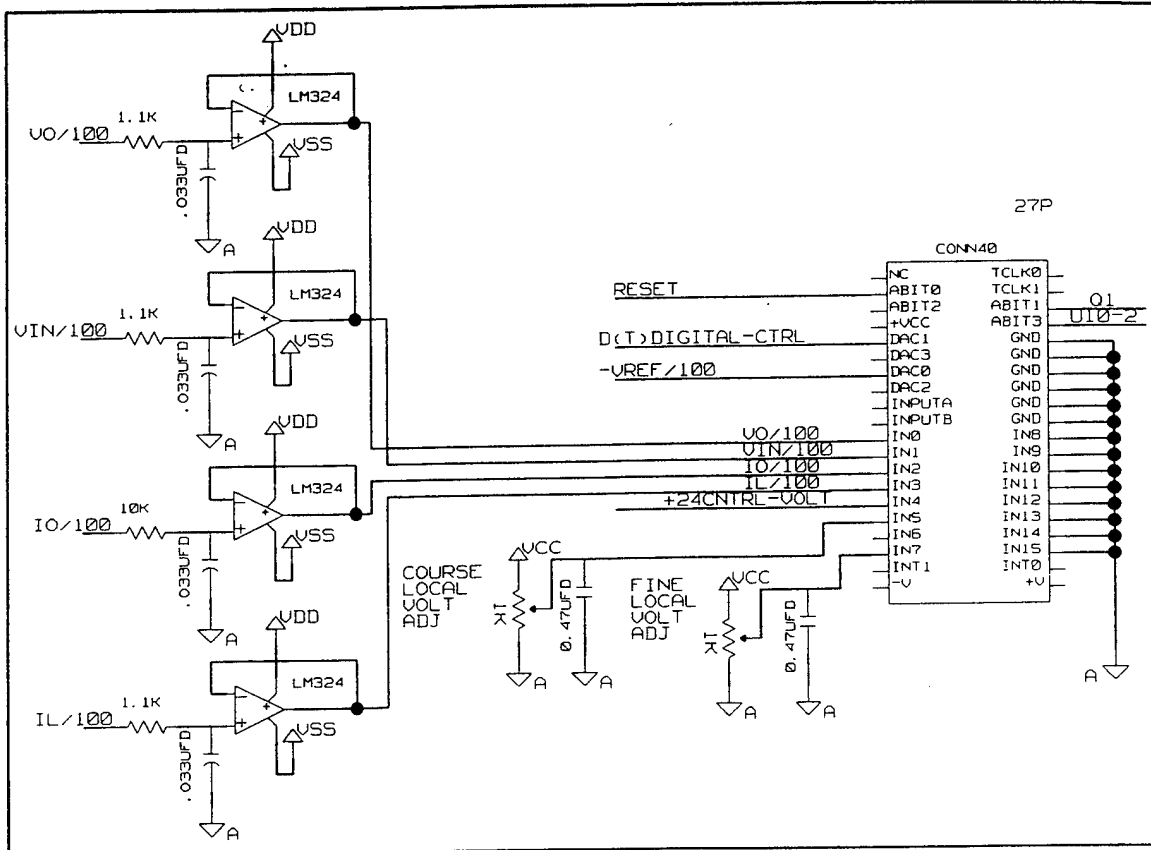 VDD
LM324
1.1K
VO/100
VSS
.033UFD
A
VDD
LM324
1.1K
VIN/100
VSS
.033UFD
A
VDD
LM324
10K
IO/100
VSS
.033UFD
A
VDD
LM324
1.1K
IL/100
VSS
.033UFD
A
27P
CONN40
NC TCLK0
ABIT0 TCLK1
ABIT2 ABIT1
+VCC ABIT3
DAC1 GND
DAC3 GND
DAC0 GND
DAC2 GND
INPUTA GND
INPUTB GND
IN0 IN8
IN1 IN9
IN2 IN10
IN3 IN11
IN4 IN12
IN5 IN13
IN6 IN14
IN7 IN15
INT1 INT0
-V +V
RESET
D(T)DIGITAL-CTRL
-VREF/100
VO/100
VIN/100
IO/100
IL/100
+24CNTRL-VOLT
Q1
U10-2
A
COURSE
LOCAL
VOLT
ADJ
VCC
1K
0.47UFD
A
A
FINE
LOCAL
VOLT
ADJ
VCC
1K
0.47UFD
A
A